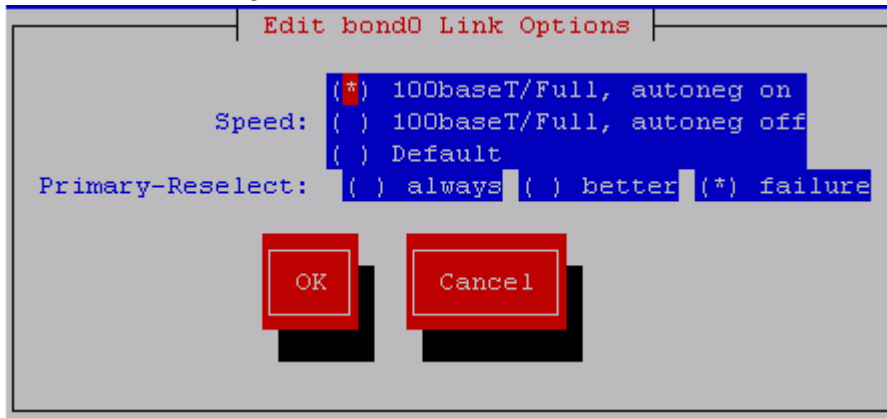 Edit bond0 Link Options
(*) 100baseT/Full, autoneg on
Speed: ( ) 100baseT/Full, autoneg off
( ) Default
Primary-Reselect: ( ) always ( ) better (*) failure
OK Cancel